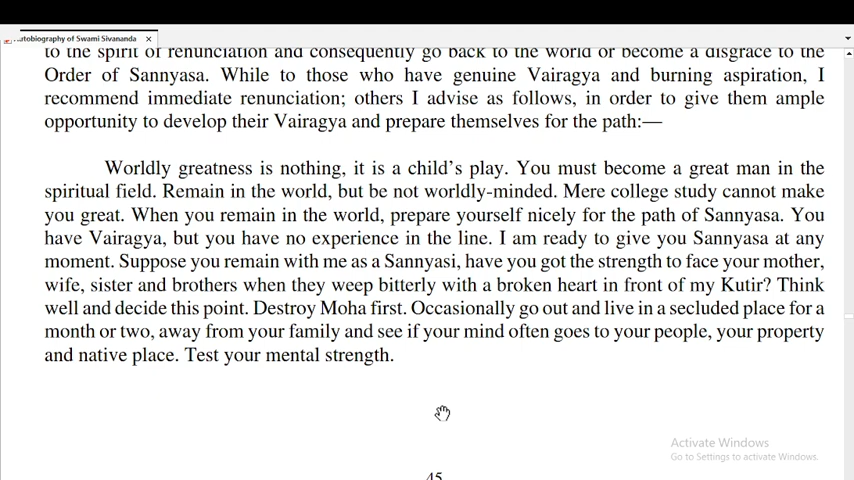 Autobiography of Swami Sivananda
to the spirit of renunciation and consequently go back to the world or become a disgrace to the
Order of Sannyasa. While to those who have genuine Vairagya and burning aspiration, I
recommend immediate renunciation; others I advise as follows, in order to give them ample
opportunity to develop their Vairagya and prepare themselves for the path:—
Worldly greatness is nothing, it is a child’s play. You must become a great man in the
spiritual field. Remain in the world, but be not worldly-minded. Mere college study cannot make
you great. When you remain in the world, prepare yourself nicely for the path of Sannyasa. You
have Vairagya, but you have no experience in the line. I am ready to give you Sannyasa at any
moment. Suppose you remain with me as a Sannyasi, have you got the strength to face your mother,
wife, sister and brothers when they weep bitterly with a broken heart in front of my Kutir? Think
well and decide this point. Destroy Moha first. Occasionally go out and live in a secluded place for a
month or two, away from your family and see if your mind often goes to your people, your property
and native place. Test your mental strength.
Activate Windows
Go to Settings to activate Windows.
45